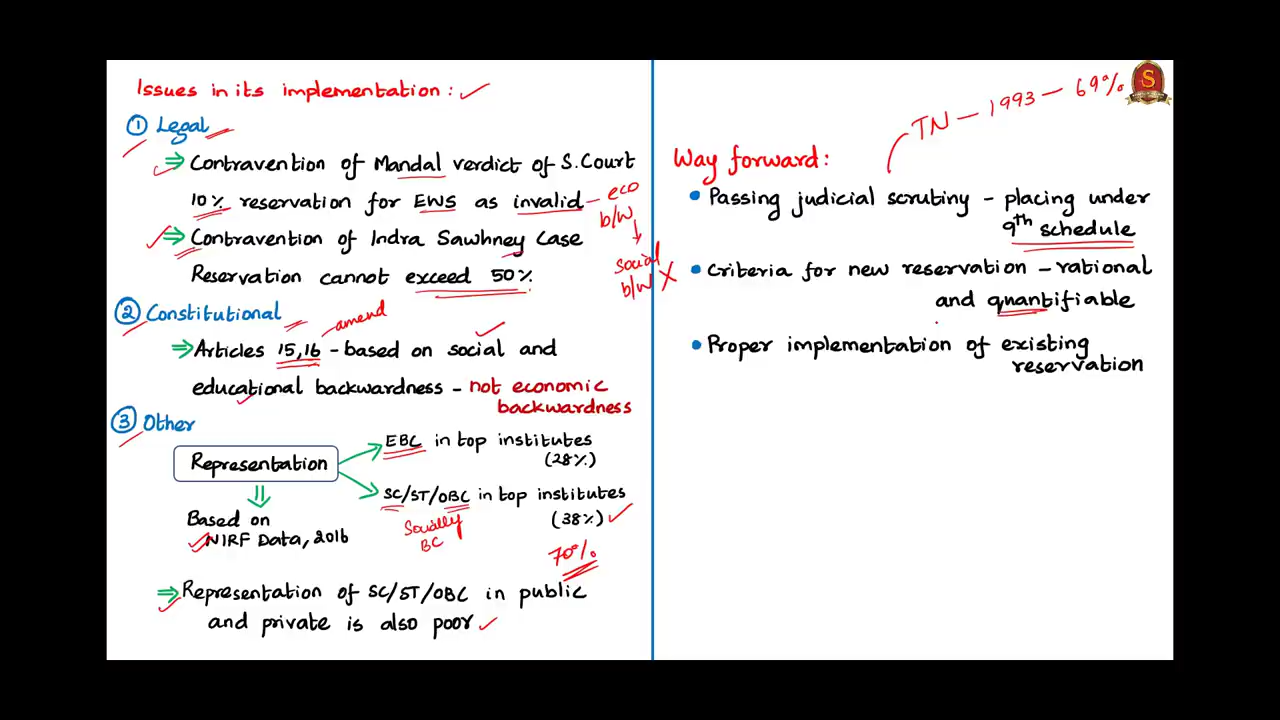 Issues in its implementation:
① Legal
⇒ Contravention of Mandal verdict of S.Court
10% reservation for EWS as invalid - eco
b/W
⇒ Contravention of Indra Sawhney Case
social
Reservation cannot exceed 50%
b/W X
② Constitutional
amend
⇒ Articles 15,16 - based on social and
educational backwardness - not economic
backwardness
③ Other
Representation
EBC in top institutes
(28%)
SC/ST/OBC in top institutes
(38%)
Socially
BC
70%
Based on
NIRF Data, 2016
⇒ Representation of SC/ST/OBC in public
and private is also poor
S
TN - 1993 - 69%
Way forward:
• Passing judicial scrutiny - placing under
9th schedule
• Criteria for new reservation - rational
and quantifiable
• Proper implementation of existing
reservation